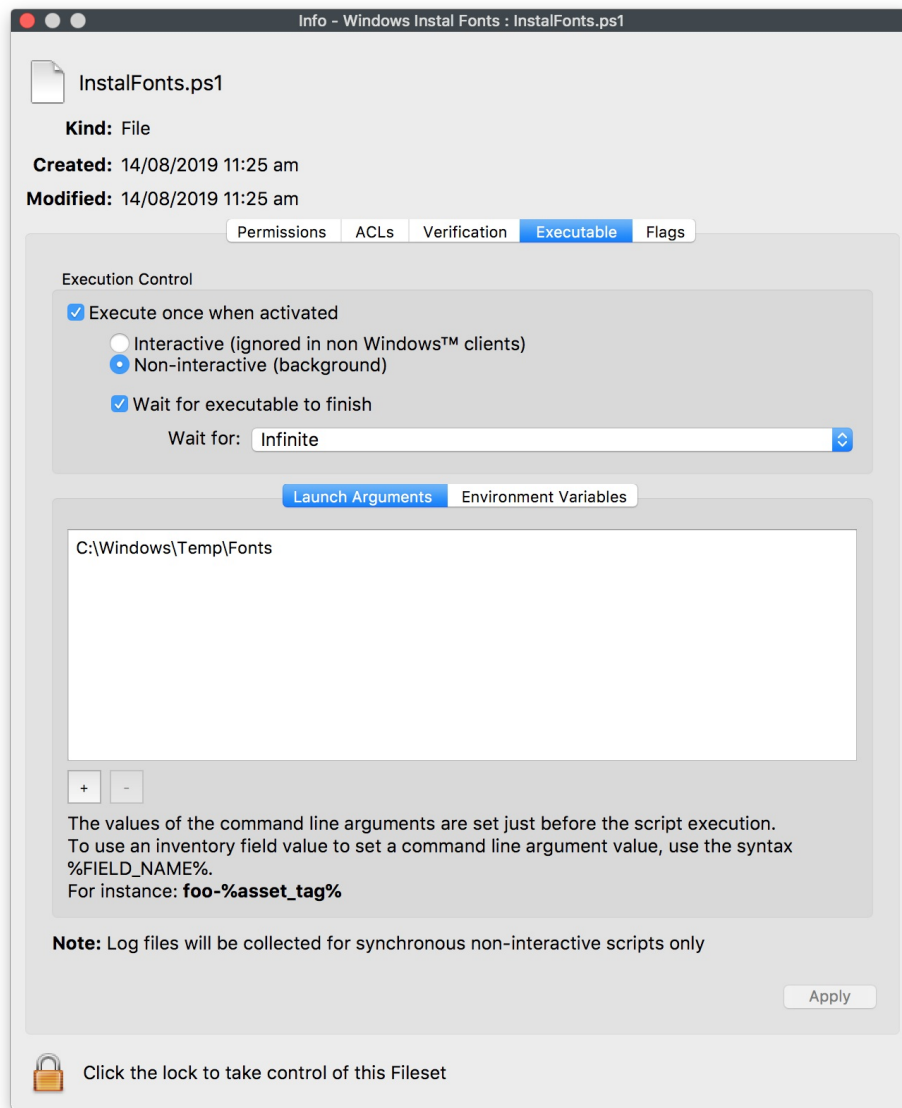 Info - Windows Instal Fonts : InstalFonts.ps1
InstalFonts.ps1
Kind: File
Created: 14/08/2019 11:25 am
Modified: 14/08/2019 11:25 am
Permissions ACLs Verification Executable Flags
Execution Control
Execute once when activated
Interactive (ignored in non Windows™ clients)
Non-interactive (background)
Wait for executable to finish
Wait for: Infinite
Launch Arguments Environment Variables
C:\Windows\Temp\Fonts
+ -
The values of the command line arguments are set just before the script execution.
To use an inventory field value to set a command line argument value, use the syntax
%FIELD_NAME%.
For instance: foo-%asset_tag%
Note: Log files will be collected for synchronous non-interactive scripts only
Apply
Click the lock to take control of this Fileset